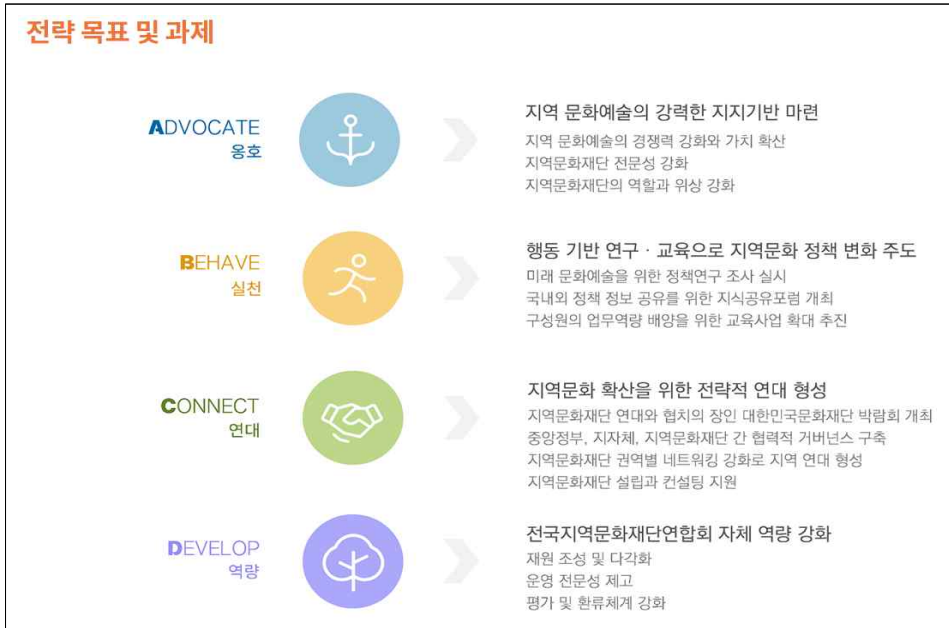 전략 목표 및 과제
ADVOCATE
옹호
지역 문화예술의 강력한 지지기반 마련
지역 문화예술의 경쟁력 강화와 가치 확산
지역문화재단 전문성 강화
지역문화재단의 역할과 위상 강화
BEHAVE
실천
행동 기반 연구 · 교육으로 지역문화 정책 변화 주도
미래 문화예술을 위한 정책연구 조사 실시
국내외 정책 정보 공유를 위한 지식공유포럼 개최
구성원의 업무역량 배양을 위한 교육사업 확대 추진
CONNECT
연대
지역문화 확산을 위한 전략적 연대 형성
지역문화재단 연대와 협치의 장인 대한민국문화재단 박람회 개최
중앙정부, 지자체, 지역문화재단 간 협력적 거버넌스 구축
지역문화재단 권역별 네트워킹 강화로 지역 연대 형성
지역문화재단 설립과 컨설팅 지원
DEVELOP
역량
전국지역문화재단연합회 자체 역량 강화
재원 조성 및 다각화
운영 전문성 제고
평가 및 환류체계 강화